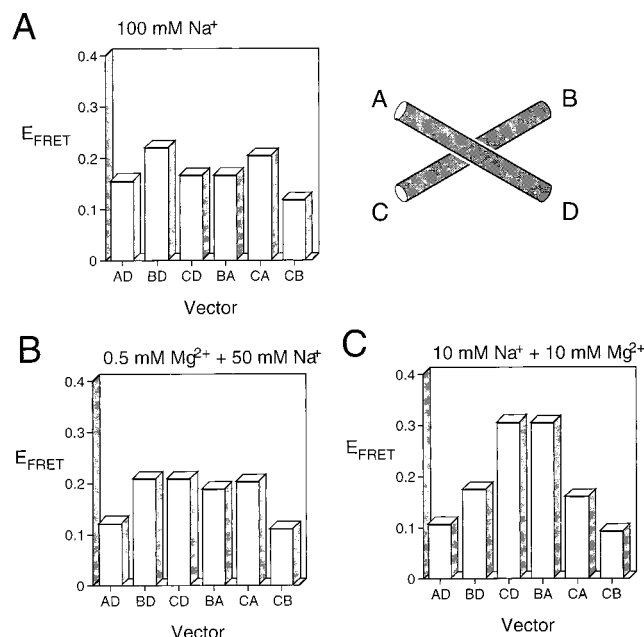 A
100 mM Na⁺
0.4
0.3
E_FRET
0.2
0.1
0
AD BD CD BA CA CB
Vector
A B
C D
B
0.5 mM Mg²⁺ + 50 mM Na⁺
0.4
0.3
E_FRET
0.2
0.1
0
AD BD CD BA CA CB
Vector
C
10 mM Na⁺ + 10 mM Mg²⁺
0.4
0.3
E_FRET
0.2
0.1
0
AD BD CD BA CA CB
Vector